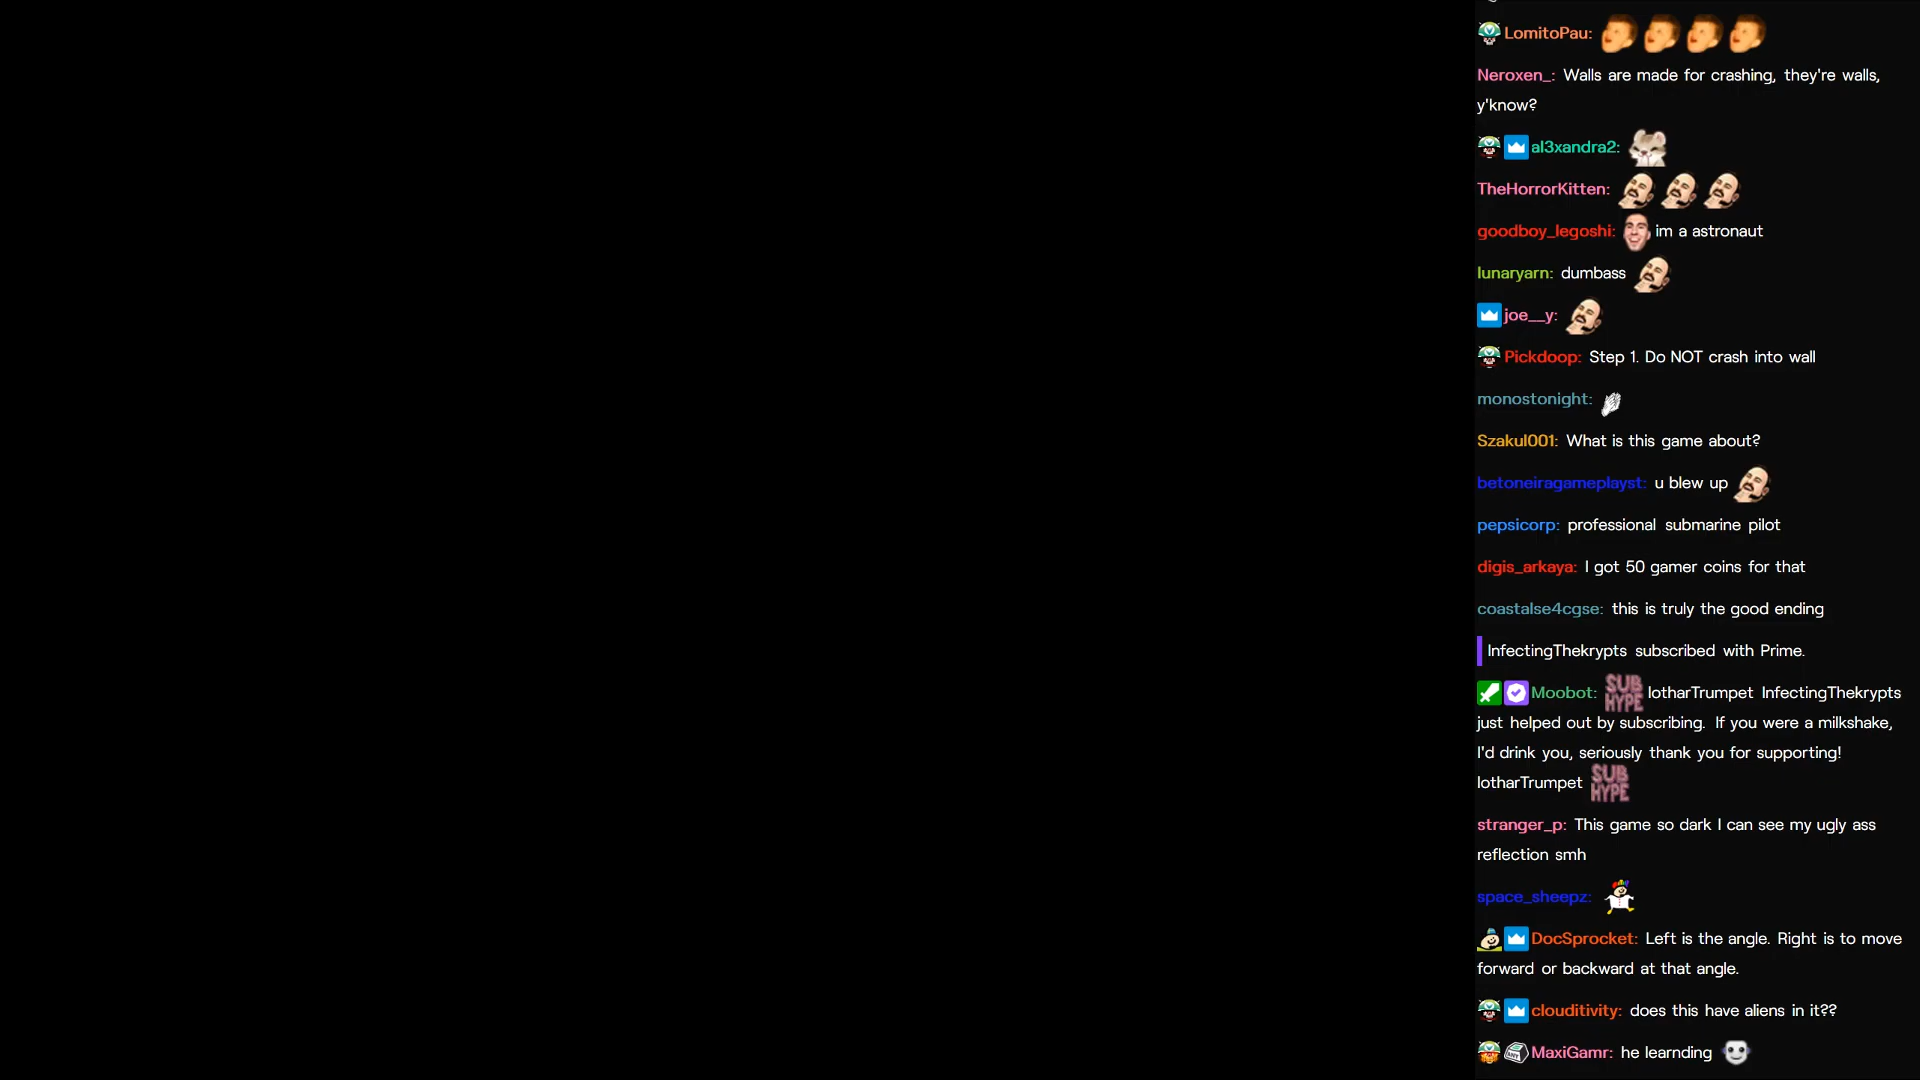 LomitoPau:
Neroxen_: Walls are made for crashing, they're walls,
y'know?
al3xandra2:
TheHorrorKitten:
goodboy_legoshi: im a astronaut
lunaryarn: dumbass
joe__y:
Pickdoop: Step 1. Do NOT crash into wall
monostonight:
Szakul001: What is this game about?
betoneiragameplayst: u blew up
pepsicorp: professional submarine pilot
digis_arkaya: I got 50 gamer coins for that
coastalse4cgse: this is truly the good ending
InfectingThekrypts subscribed with Prime.
Moobot: SUB HYPE lotharTrumpet InfectingThekrypts
just helped out by subscribing. If you were a milkshake,
I'd drink you, seriously thank you for supporting!
lotharTrumpet SUB HYPE
stranger_p: This game so dark I can see my ugly ass
reflection smh
space_sheepz:
DocSprocket: Left is the angle. Right is to move
forward or backward at that angle.
clouditivity: does this have aliens in it??
MaxiGamr: he learnding